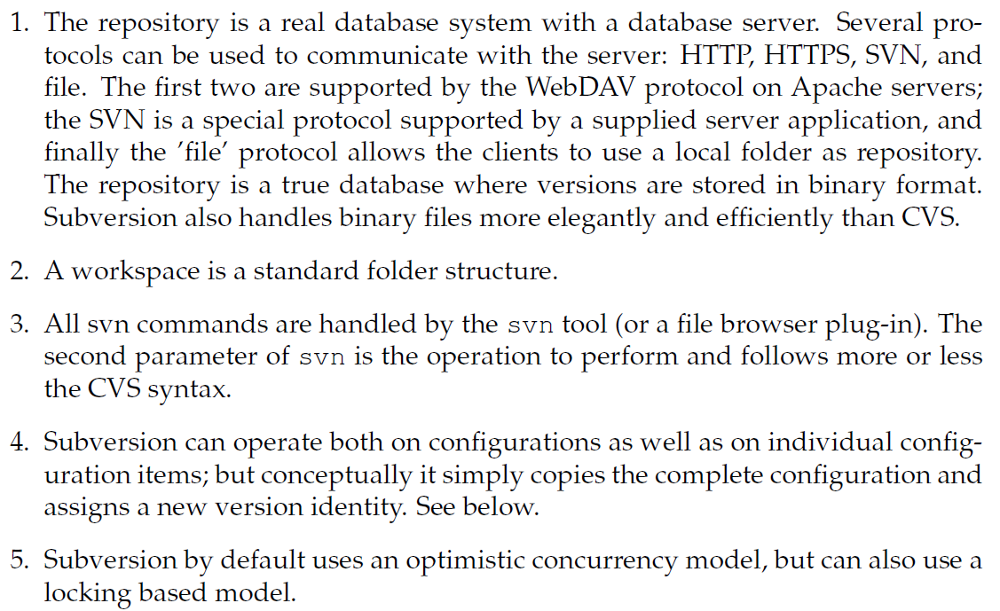 1. The repository is a real database system with a database server. Several pro-
tocols can be used to communicate with the server: HTTP, HTTPS, SVN, and
file. The first two are supported by the WebDAV protocol on Apache servers;
the SVN is a special protocol supported by a supplied server application, and
finally the ’file’ protocol allows the clients to use a local folder as repository.
The repository is a true database where versions are stored in binary format.
Subversion also handles binary files more elegantly and efficiently than CVS.
2. A workspace is a standard folder structure.
3. All svn commands are handled by the svn tool (or a file browser plug-in). The
second parameter of svn is the operation to perform and follows more or less
the CVS syntax.
4. Subversion can operate both on configurations as well as on individual config-
uration items; but conceptually it simply copies the complete configuration and
assigns a new version identity. See below.
5. Subversion by default uses an optimistic concurrency model, but can also use a
locking based model.